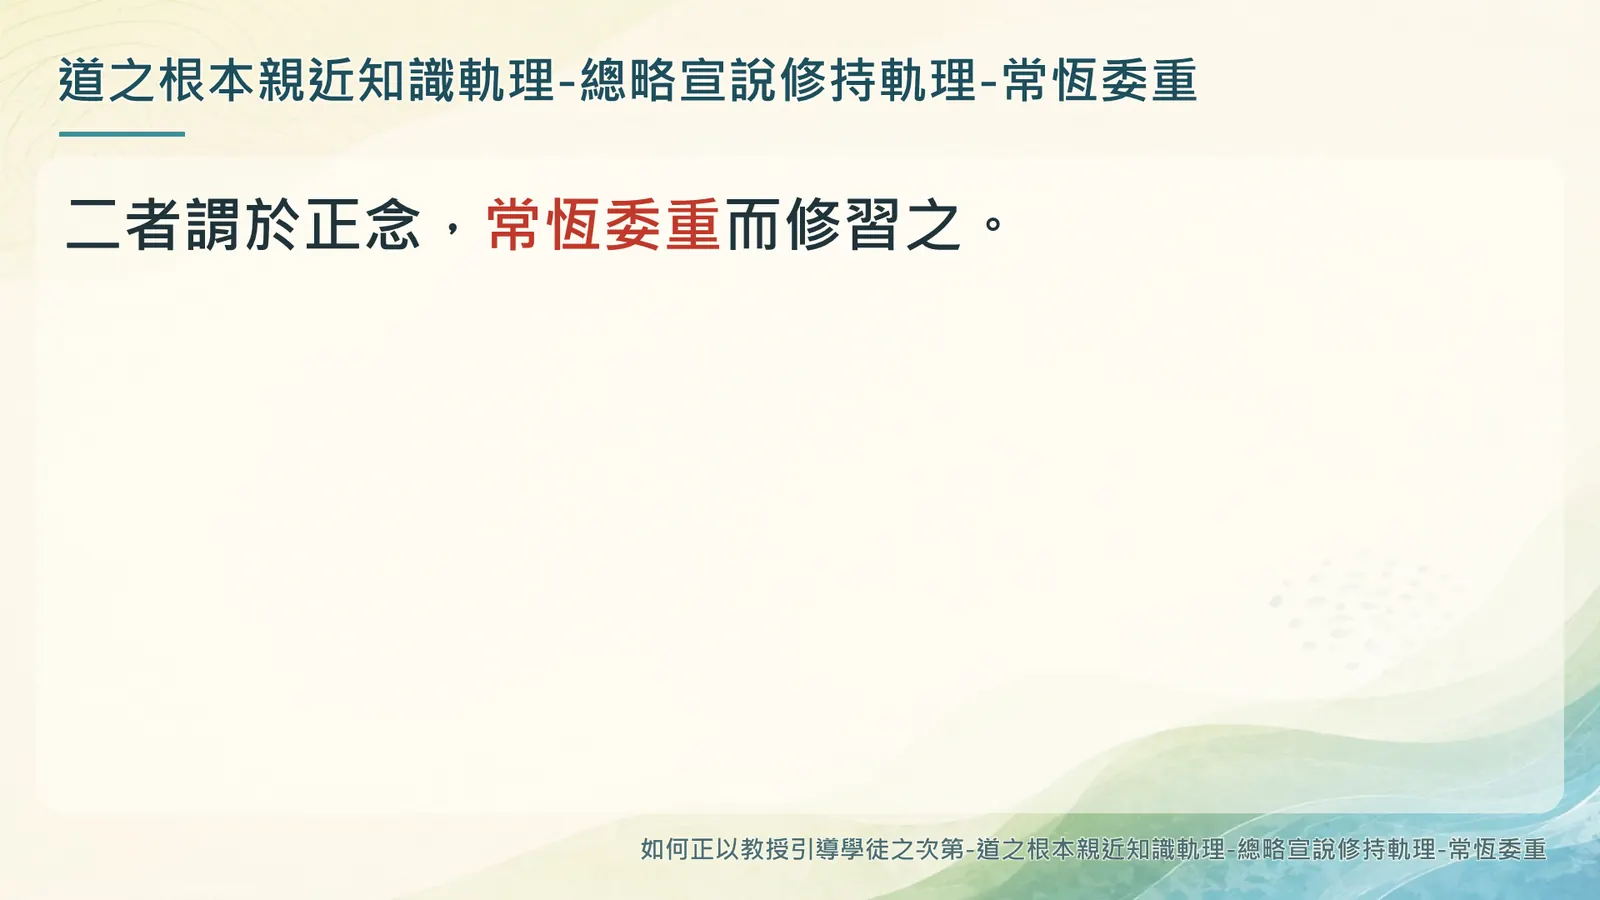 道之根本親近知識軌理-總略宣說修持軌理-常恆委重
二者謂於正念，常恆委重而修習之。
如何正以教授引導學徒之次第-道之根本親近知識軌理-總略宣說修持軌理-常恆委重